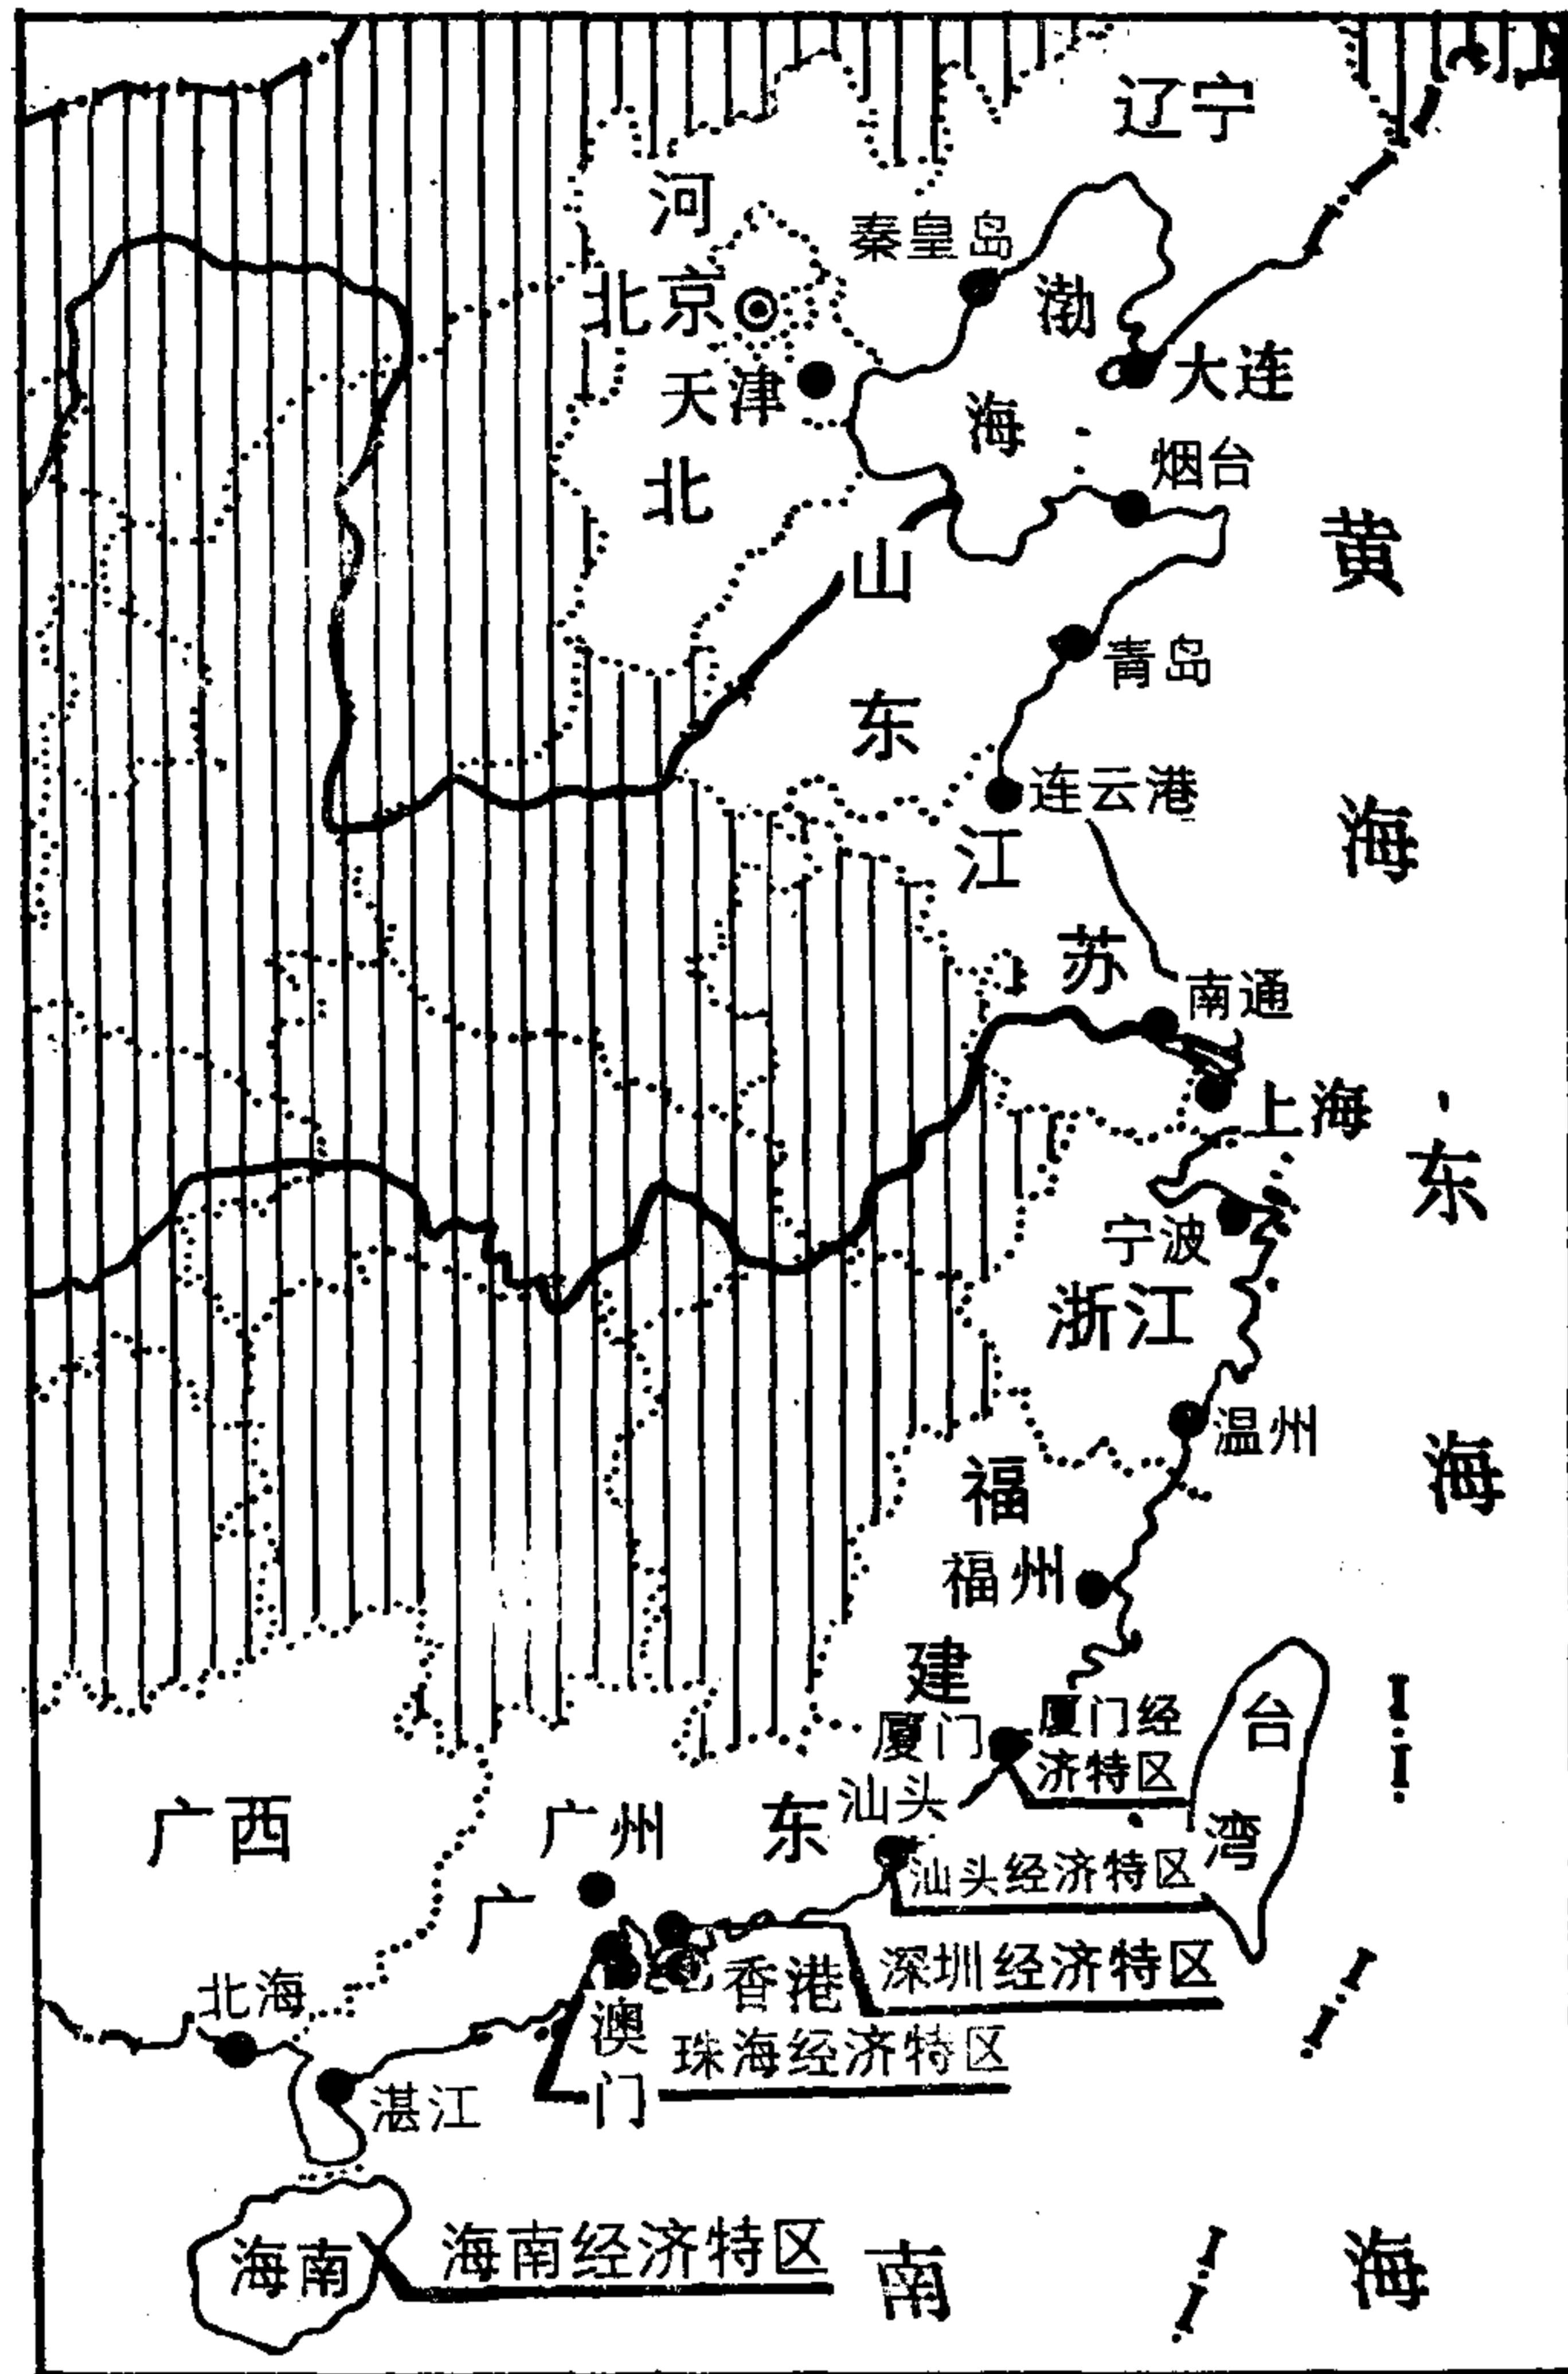 辽宁
河
北
秦皇岛
北京
渤
海
天津
大连
烟台
黄
海
山
东
青岛
连云港
江
苏
南通
上海
东
海
宁波
浙江
温州
福
建
福州
厦门
厦门经
济特区
台
湾
汕头
汕头经济特区
广西
广州
广
东
香港
深圳经济特区
北海
澳
门
珠海经济特区
湛江
海南
海南经济特区
南
海